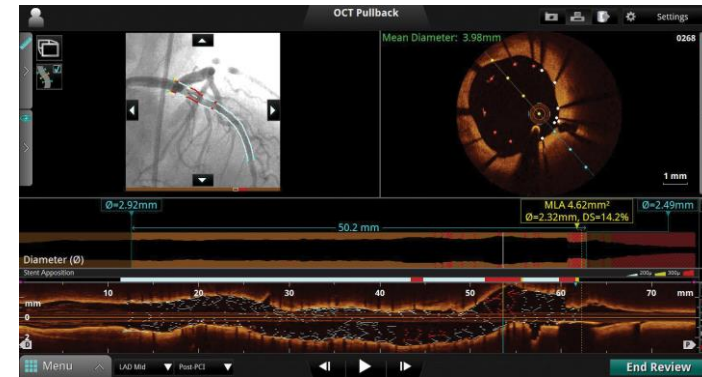 OCT Pullback
Settings
Mean Diameter: 3.98mm
0268
1 mm
Ø=2.92mm
MLA 4.62mm²
Ø=2.32mm, DS=14.2%
Ø=2.49mm
50.2 mm
Diameter (Ø)
Stent Apposition
200µ 300µ
10 20 30 40 50 60 70 mm
mm
0
D
P
Menu
LAD Mid
Post-PCI
End Review